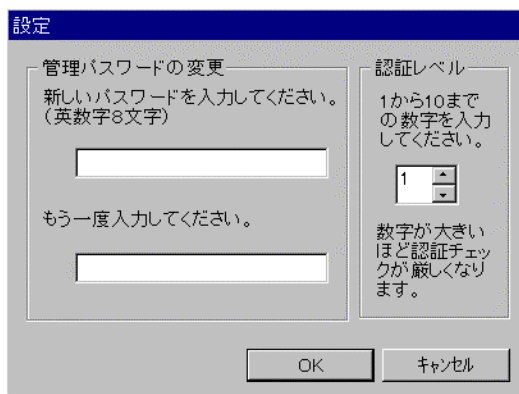 設定
管理パスワードの変更
新しいパスワードを入力してください。
(英数字8文字)
もう一度入力してください。
認証レベル
1から10まで
の数字を入力
してください。
1
数字が大きい
ほど認証チェッ
クが厳しくなり
ます。
OK
キャンセル